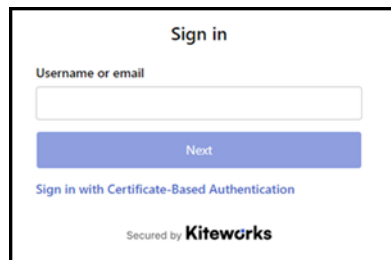 Sign in
Username or email
Next
Sign in with Certificate-Based Authentication
Secured by Kiteworks